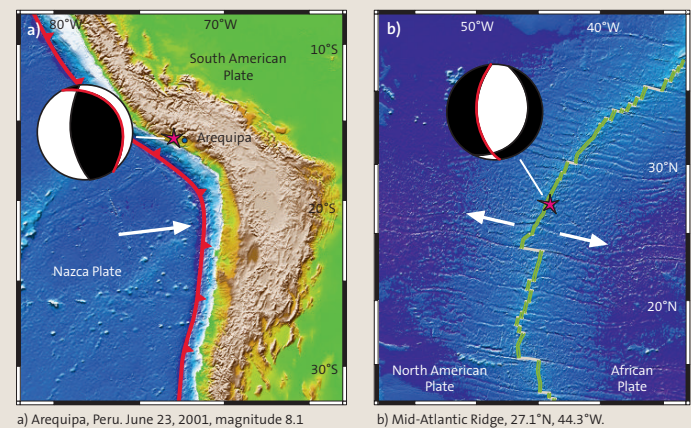 a)
80°W
70°W
10°S
South American
Plate
Arequipa
20°S
Nazca Plate
30°S
a) Arequipa, Peru. June 23, 2001, magnitude 8.1
b)
50°W
40°W
30°N
20°N
North American
Plate
African
Plate
b) Mid-Atlantic Ridge, 27.1°N, 44.3°W.